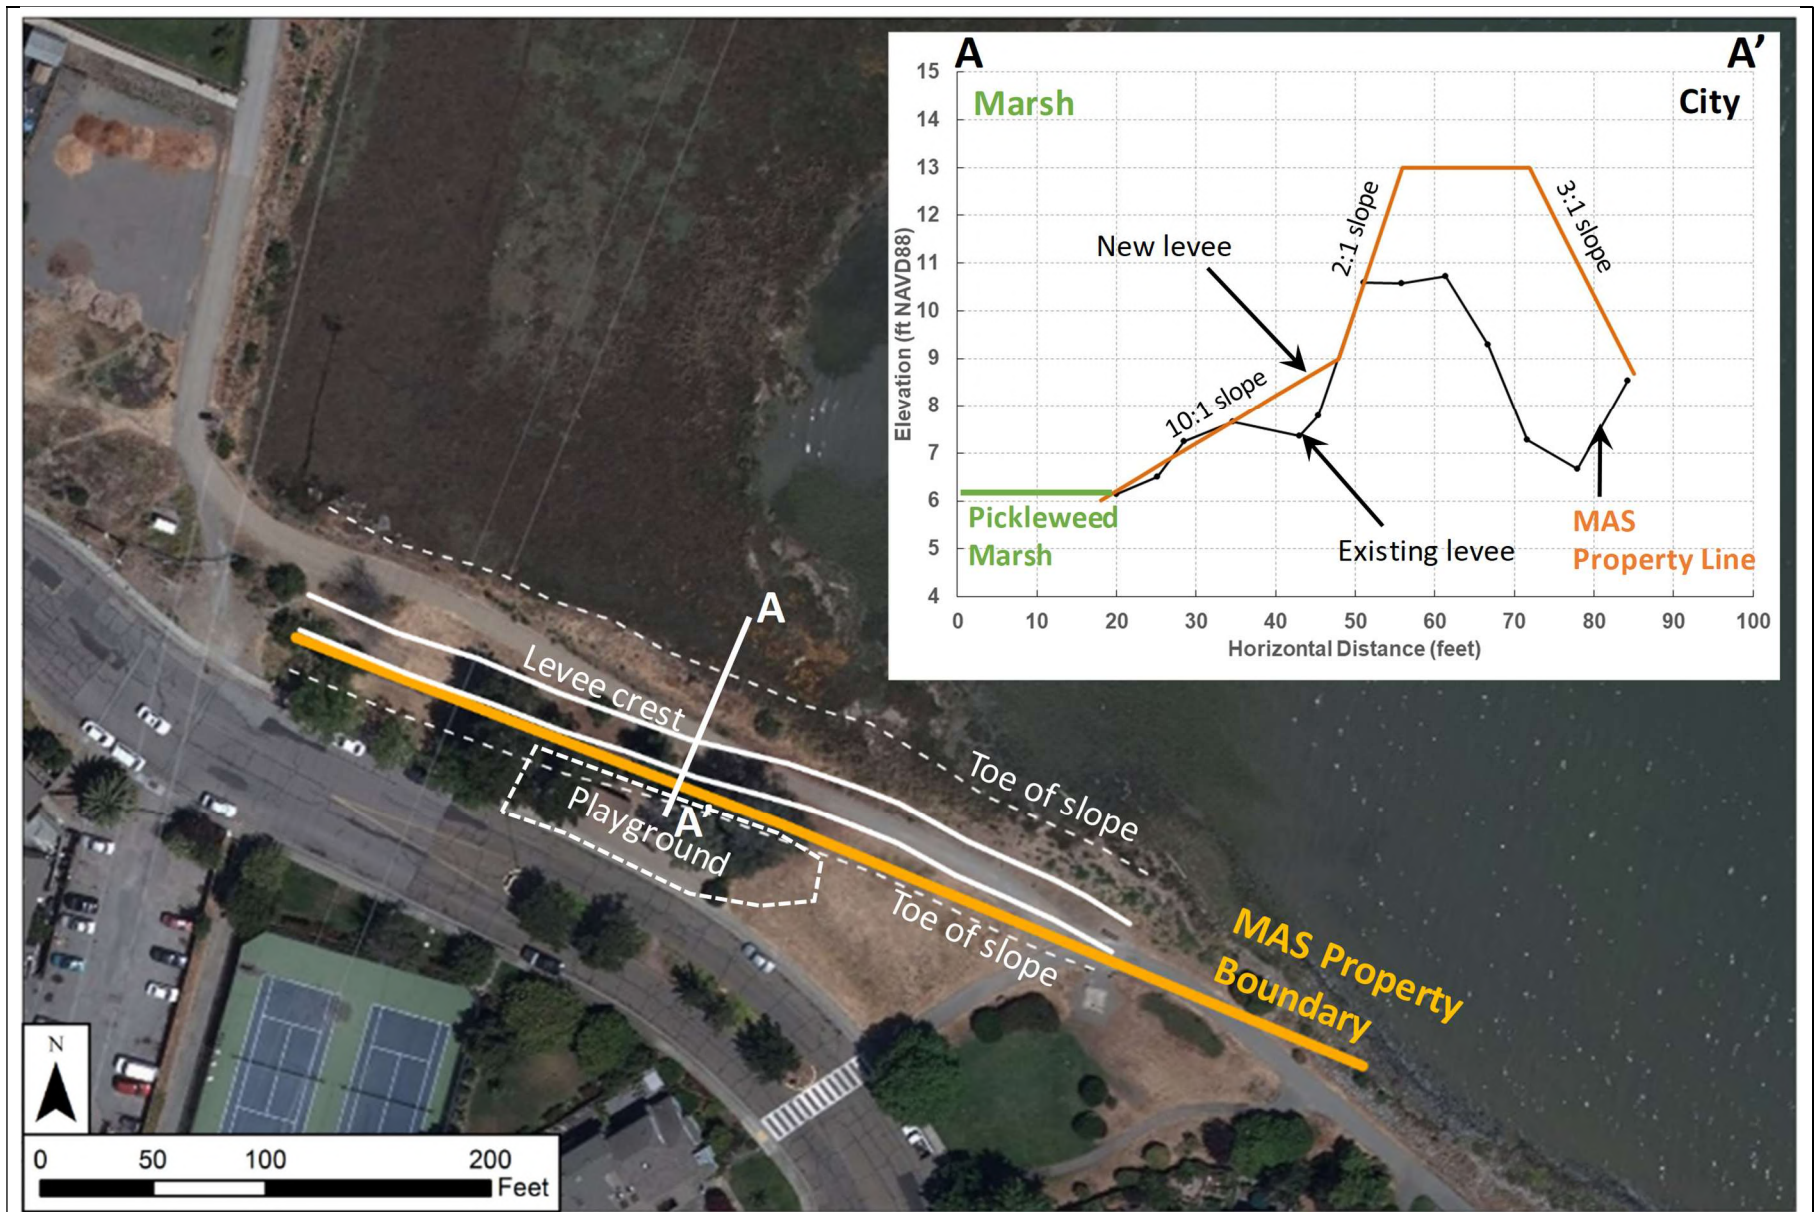 A
A’
15
14
13
12
11
10
9
8
7
6
5
4
Elevation (ft NAVD88)
Marsh
City
New levee
10:1 slope
2:1 slope
3:1 slope
Pickleweed
Marsh
Existing levee
MAS
Property Line
0 10 20 30 40 50 60 70 80 90 100
Horizontal Distance (feet)
A
Levee crest
Toe of slope
A’
Playground
Toe of slope
MAS Property
Boundary
N
0 50 100 200
Feet